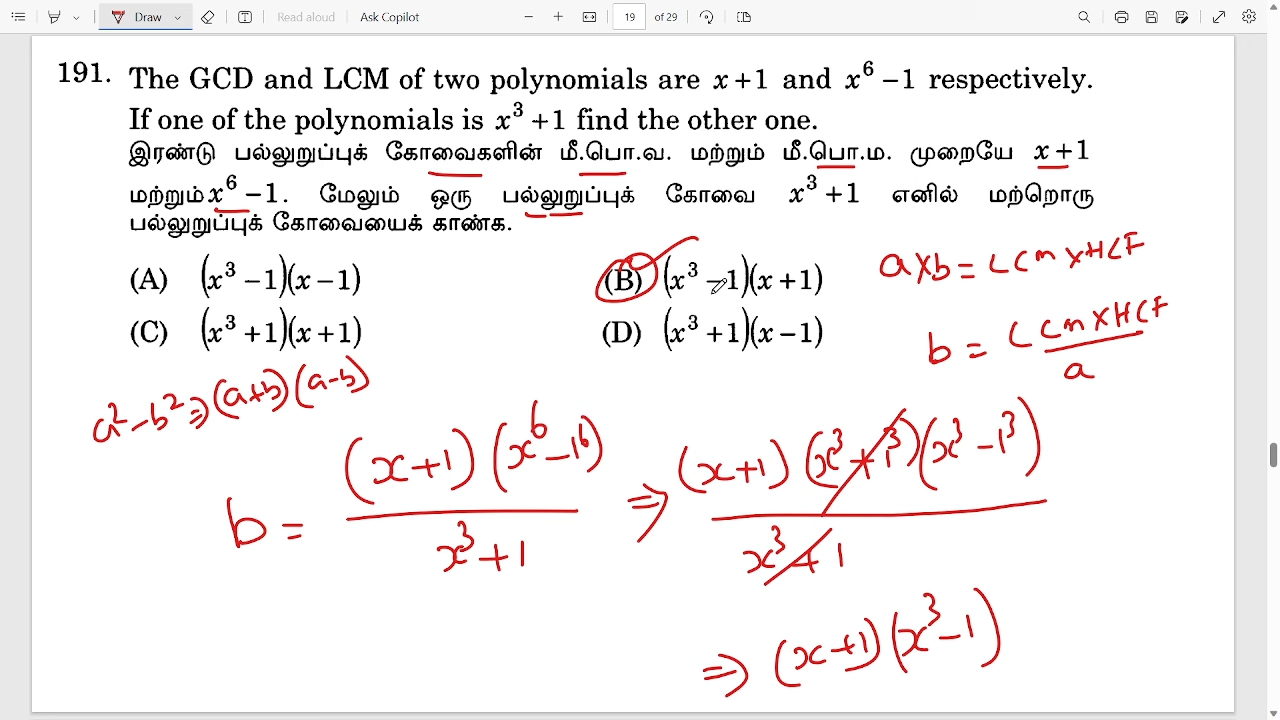 Draw Read aloud Ask Copilot 19 of 29
191. The GCD and LCM of two polynomials are x+1 and x⁶ −1 respectively.
If one of the polynomials is x³ +1 find the other one.
இரண்டு பல்லுறுப்புக் கோவைகளின் மீ.பொ.வ. மற்றும் மீ.பொ.ம. முறையே x+1
மற்றும் x⁶ −1. மேலும் ஒரு பல்லுறுப்புக் கோவை x³ +1 எனில் மற்றொரு
பல்லுறுப்புக் கோவையைக் காண்க.
(A) (x³ −1)(x−1) (B) (x³ −1)(x+1)
(C) (x³ +1)(x+1) (D) (x³ +1)(x−1)
a×b = LCM×HCF
b = LCM×HCF / a
a²−b² ⇒ (a+b)(a−b)
b = (x+1)(x⁶−1⁶) / x³+1 ⇒ (x+1)(x³+1³)(x³−1³) / x³+1
⇒ (x+1)(x³−1)